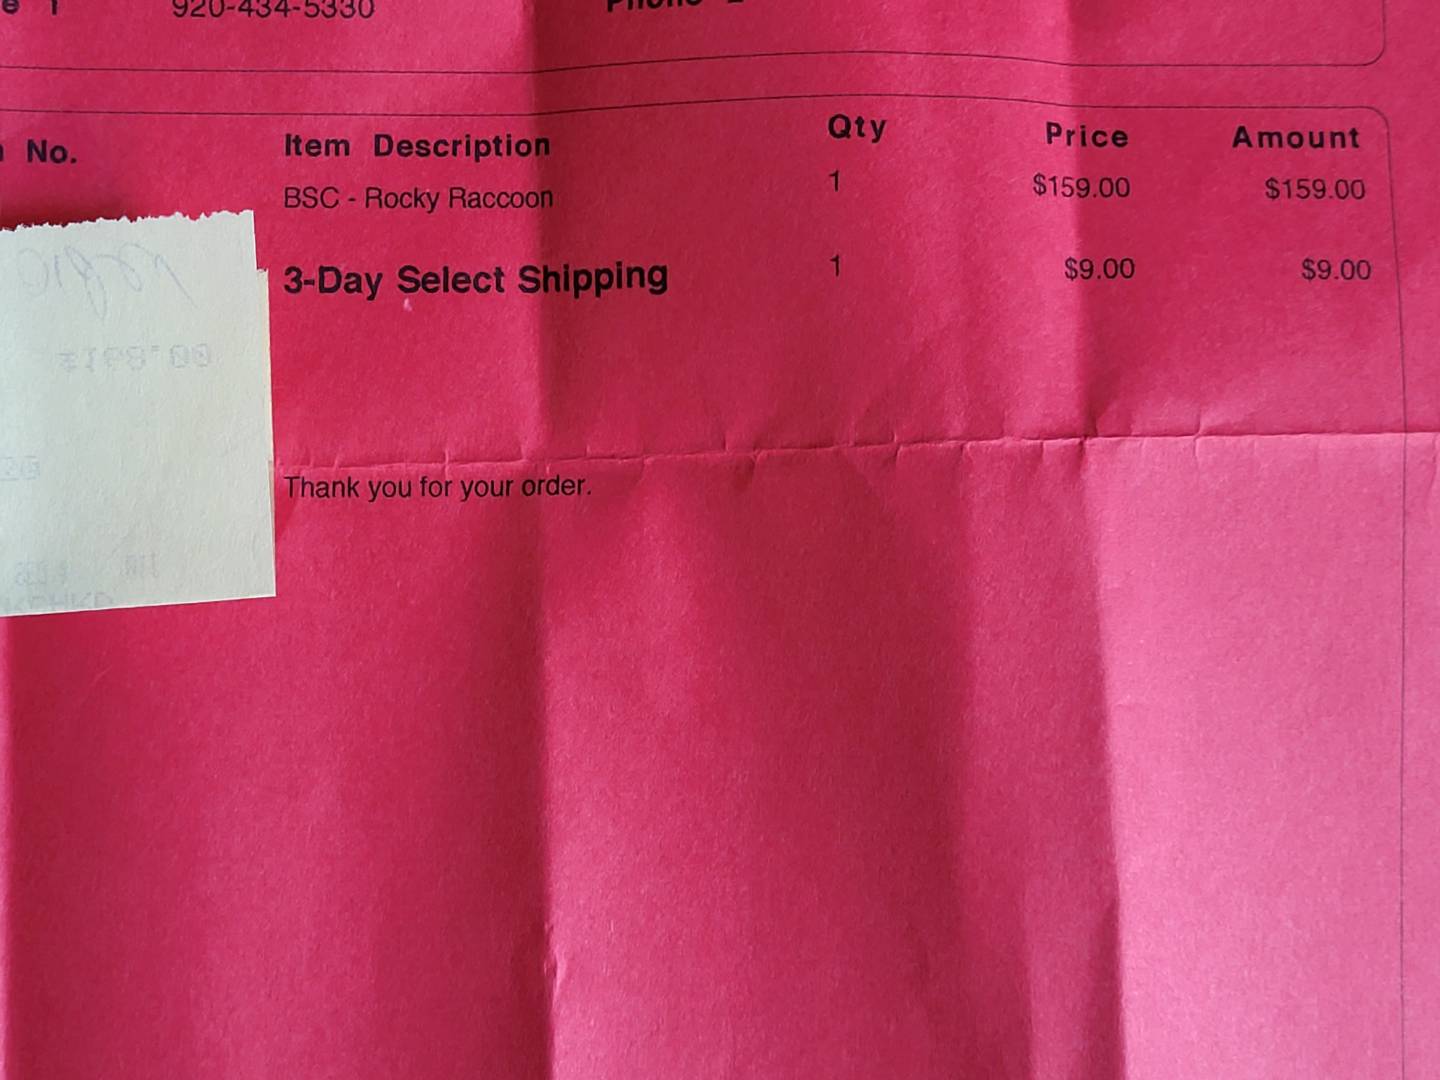 920-434-5330
No. Item Description Qty Price Amount
BSC - Rocky Raccoon 1 $159.00 $159.00
3-Day Select Shipping 1 $9.00 $9.00
Thank you for your order.